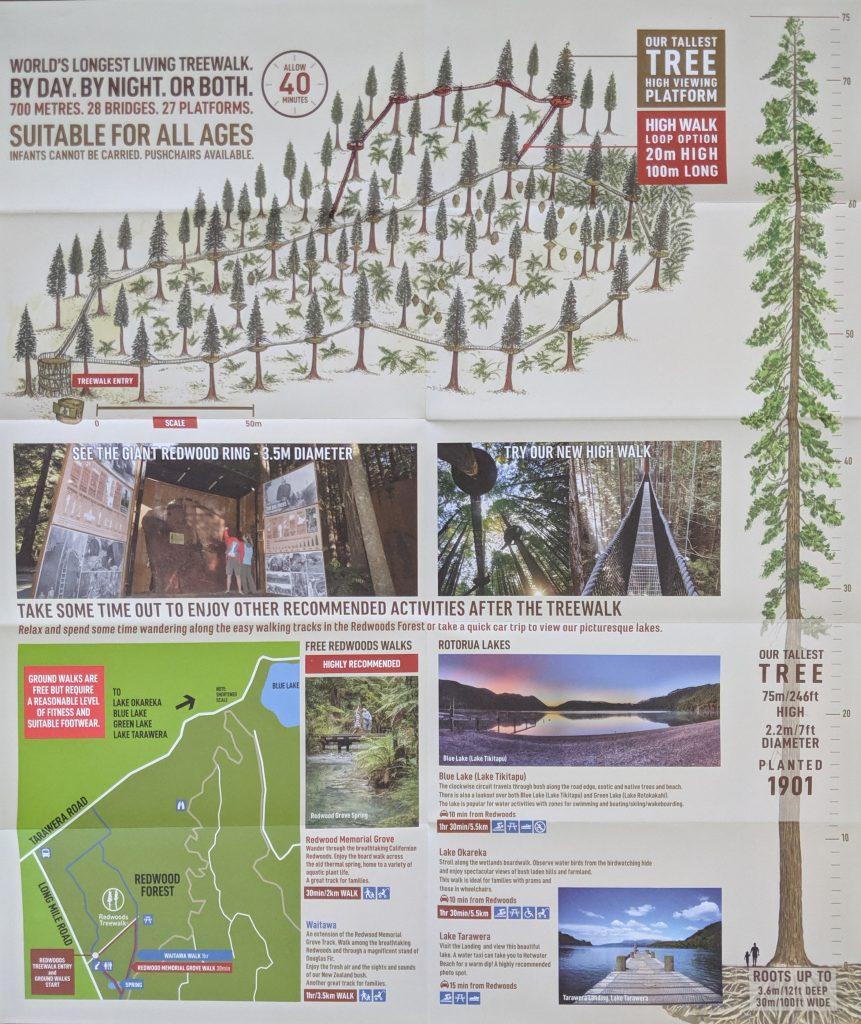 WORLD'S LONGEST LIVING TREEWALK.
BY DAY. BY NIGHT. OR BOTH.
700 METRES. 28 BRIDGES. 27 PLATFORMS.
SUITABLE FOR ALL AGES
INFANTS CANNOT BE CARRIED. PUSHCHAIRS AVAILABLE.
ALLOW
40
MINUTES
OUR TALLEST
TREE
HIGH VIEWING
PLATFORM
HIGH WALK
LOOP OPTION
20m HIGH
100m LONG
TREEWALK ENTRY
0
SCALE
50m
75
70
60
50
40
30
20
10
SEE THE GIANT REDWOOD RING - 3.5M DIAMETER
TRY OUR NEW HIGH WALK
TAKE SOME TIME OUT TO ENJOY OTHER RECOMMENDED ACTIVITIES AFTER THE TREEWALK
Relax and spend some time wandering along the easy walking tracks in the Redwoods Forest or take a quick car trip to view our picturesque lakes.
GROUND WALKS ARE
FREE BUT REQUIRE
A REASONABLE LEVEL
OF FITNESS AND
SUITABLE FOOTWEAR.
TO
LAKE OKAREKA
BLUE LAKE
GREEN LAKE
LAKE TARAWERA
NOTE:
SHORTENED
SCALE
BLUE LAKE
TARAWERA ROAD
LONG MILE ROAD
REDWOOD
FOREST
Redwoods
Treewalk
REDWOODS
TREEWALK ENTRY
AND
GROUND WALKS
START
WAITAWA WALK 1hr
REDWOOD MEMORIAL GROVE WALK 30min
SPRING
FREE REDWOODS WALKS
HIGHLY RECOMMENDED
Redwood Grove Spring
Redwood Memorial Grove
Wander through the breathtaking Californian
Redwoods. Enjoy the board walk across
the old thermal spring, home to a variety of
aquatic plant life.
A great track for families.
30min/2km WALK
Waitawa
An extension of the Redwood Memorial
Grove Track. Walk among the breathtaking
Redwoods and through a magnificent stand of
Douglas Fir.
Enjoy the fresh air and the sights and sounds
of our New Zealand bush.
Another great track for families.
1hr/3.5km WALK
ROTORUA LAKES
Blue Lake (Lake Tikitapu)
Blue Lake (Lake Tikitapu)
The clockwise circuit travels through bush along the road edge, exotic and native trees and beach.
There is also a lookout over both Blue Lake (Lake Tikitapu) and Green Lake (Lake Rotokakahi).
The lake is popular for water activities with zones for swimming and boating/skiing/wakeboarding.
10 min from Redwoods
1hr 30min/5.5km
Lake Okareka
Stroll along the wetlands boardwalk. Observe water birds from the birdwatching hide
and enjoy spectacular views of bush laden hills and farmland.
This walk is ideal for families with prams and
those in wheelchairs.
10 min from Redwoods
1hr 30min/5.5km
Lake Tarawera
Visit the Landing and view this beautiful
lake. A water taxi can take you to Hotwater
Beach for a warm dip! A highly recommended
photo spot.
15 min from Redwoods
Tarawera Landing, Lake Tarawera
OUR TALLEST
TREE
75m/246ft
HIGH
2.2m/7ft
DIAMETER
PLANTED
1901
ROOTS UP TO
3.6m/12ft DEEP
30m/100ft WIDE